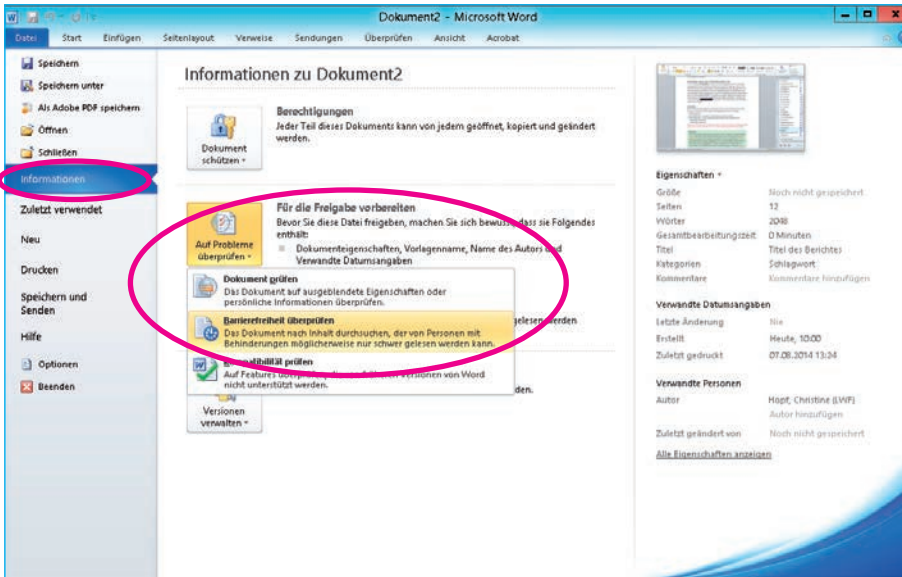 Dokument2 - Microsoft Word
Datei Start Einfügen Seitenlayout Verweise Sendungen Überprüfen Ansicht Acrobat
Speichern
Speichern unter
Als Adobe PDF speichern
Öffnen
Schließen
Informationen
Zuletzt verwendet
Neu
Drucken
Speichern und
Senden
Hilfe
Optionen
Beenden
Informationen zu Dokument2
Dokument
schützen
Berechtigungen
Jeder Teil dieses Dokuments kann von jedem geöffnet, kopiert und geändert
werden.
Auf Probleme
überprüfen
Für die Freigabe vorbereiten
Bevor Sie diese Datei freigeben, machen Sie sich bewusst, dass sie Folgendes
enthält:
Dokumenteigenschaften, Vorlagenname, Name des Autors und
Verwandte Datumsangaben
Dokument prüfen
Das Dokument auf ausgeblendete Eigenschaften oder
persönliche Informationen überprüfen.
Barrierefreiheit überprüfen
Das Dokument nach Inhalt durchsuchen, der von Personen mit
Behinderungen möglicherweise nur schwer gelesen werden kann.
gelesen werden
Kompatibilität prüfen
Auf Features überprüfen, die von früheren Versionen von Word
nicht unterstützt werden.
den.
Versionen
verwalten
Eigenschaften
Größe Noch nicht gespeichert
Seiten 12
Wörter 2048
Gesamtbearbeitungszeit 0 Minuten
Titel Titel des Berichtes
Kategorien Schlagwort
Kommentare Kommentare hinzufügen
Verwandte Datumsangaben
Letzte Änderung Nie
Erstellt Heute, 10:00
Zuletzt gedruckt 07.08.2014 13:24
Verwandte Personen
Autor Hopf, Christine (LWF)
Autor hinzufügen
Zuletzt geändert von Noch nicht gespeichert
Alle Eigenschaften anzeigen